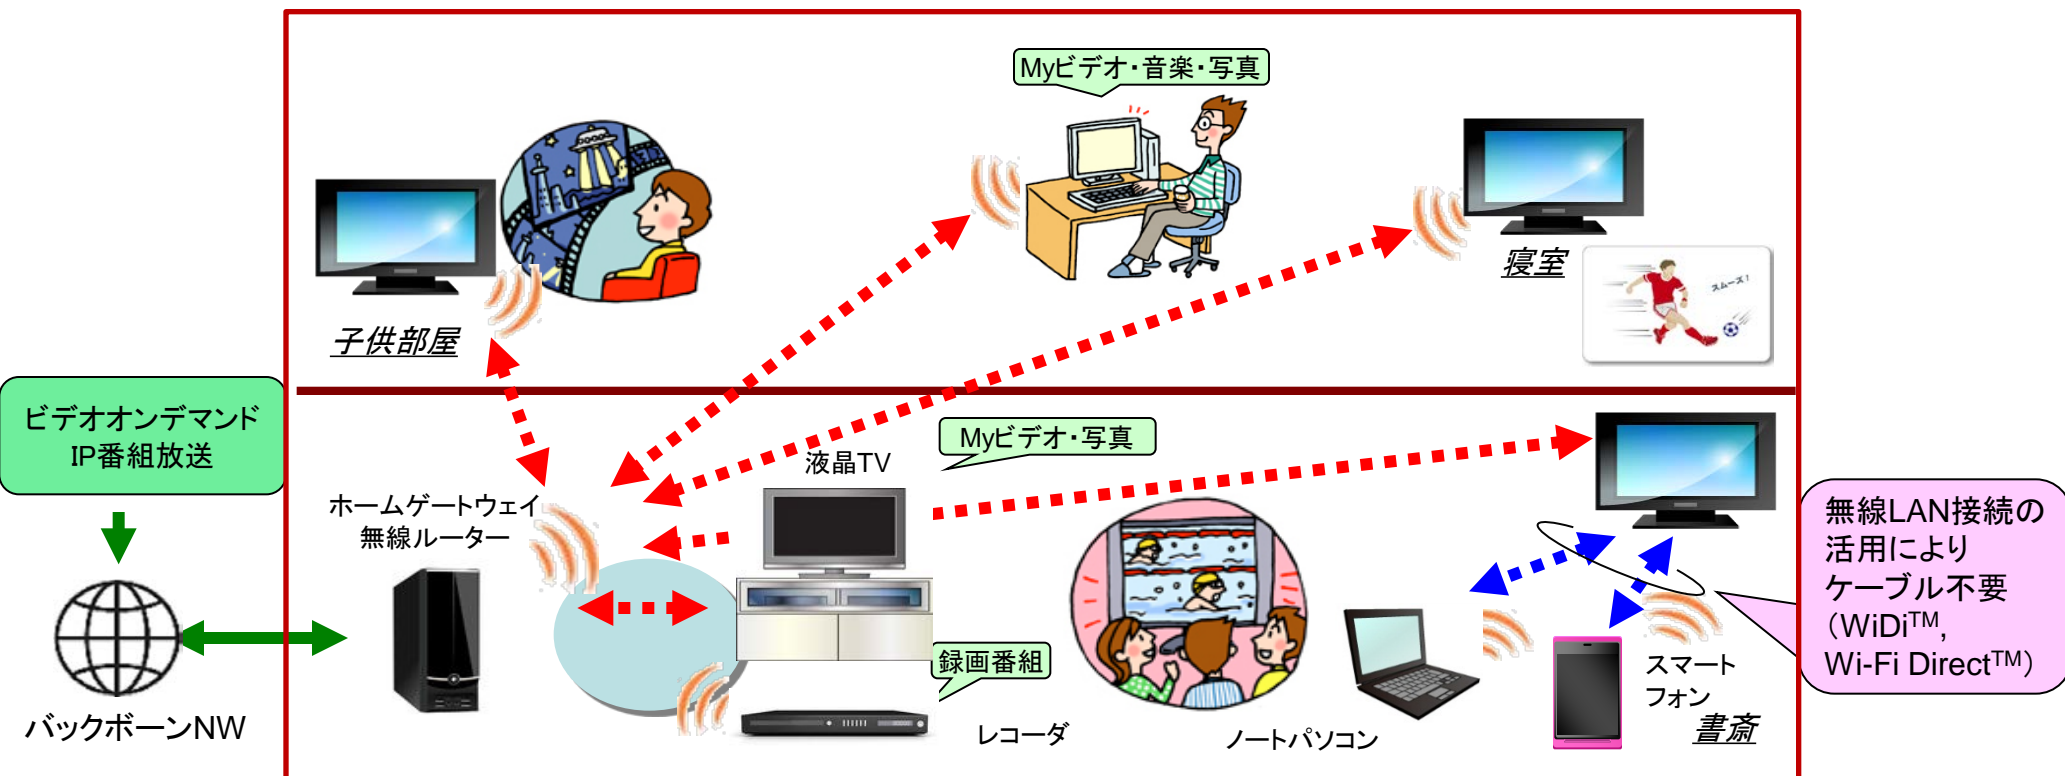 Myビデオ・音楽・写真
寝室
スムーズ！
子供部屋
ビデオオンデマンド
IP番組放送
Myビデオ・写真
液晶TV
ホームゲートウェイ
無線ルーター
無線LAN接続の
活用により
ケーブル不要
（WiDi™,
Wi-Fi Direct™）
録画番組
スマート
フォン
書斎
バックボーンNW
レコーダ
ノートパソコン